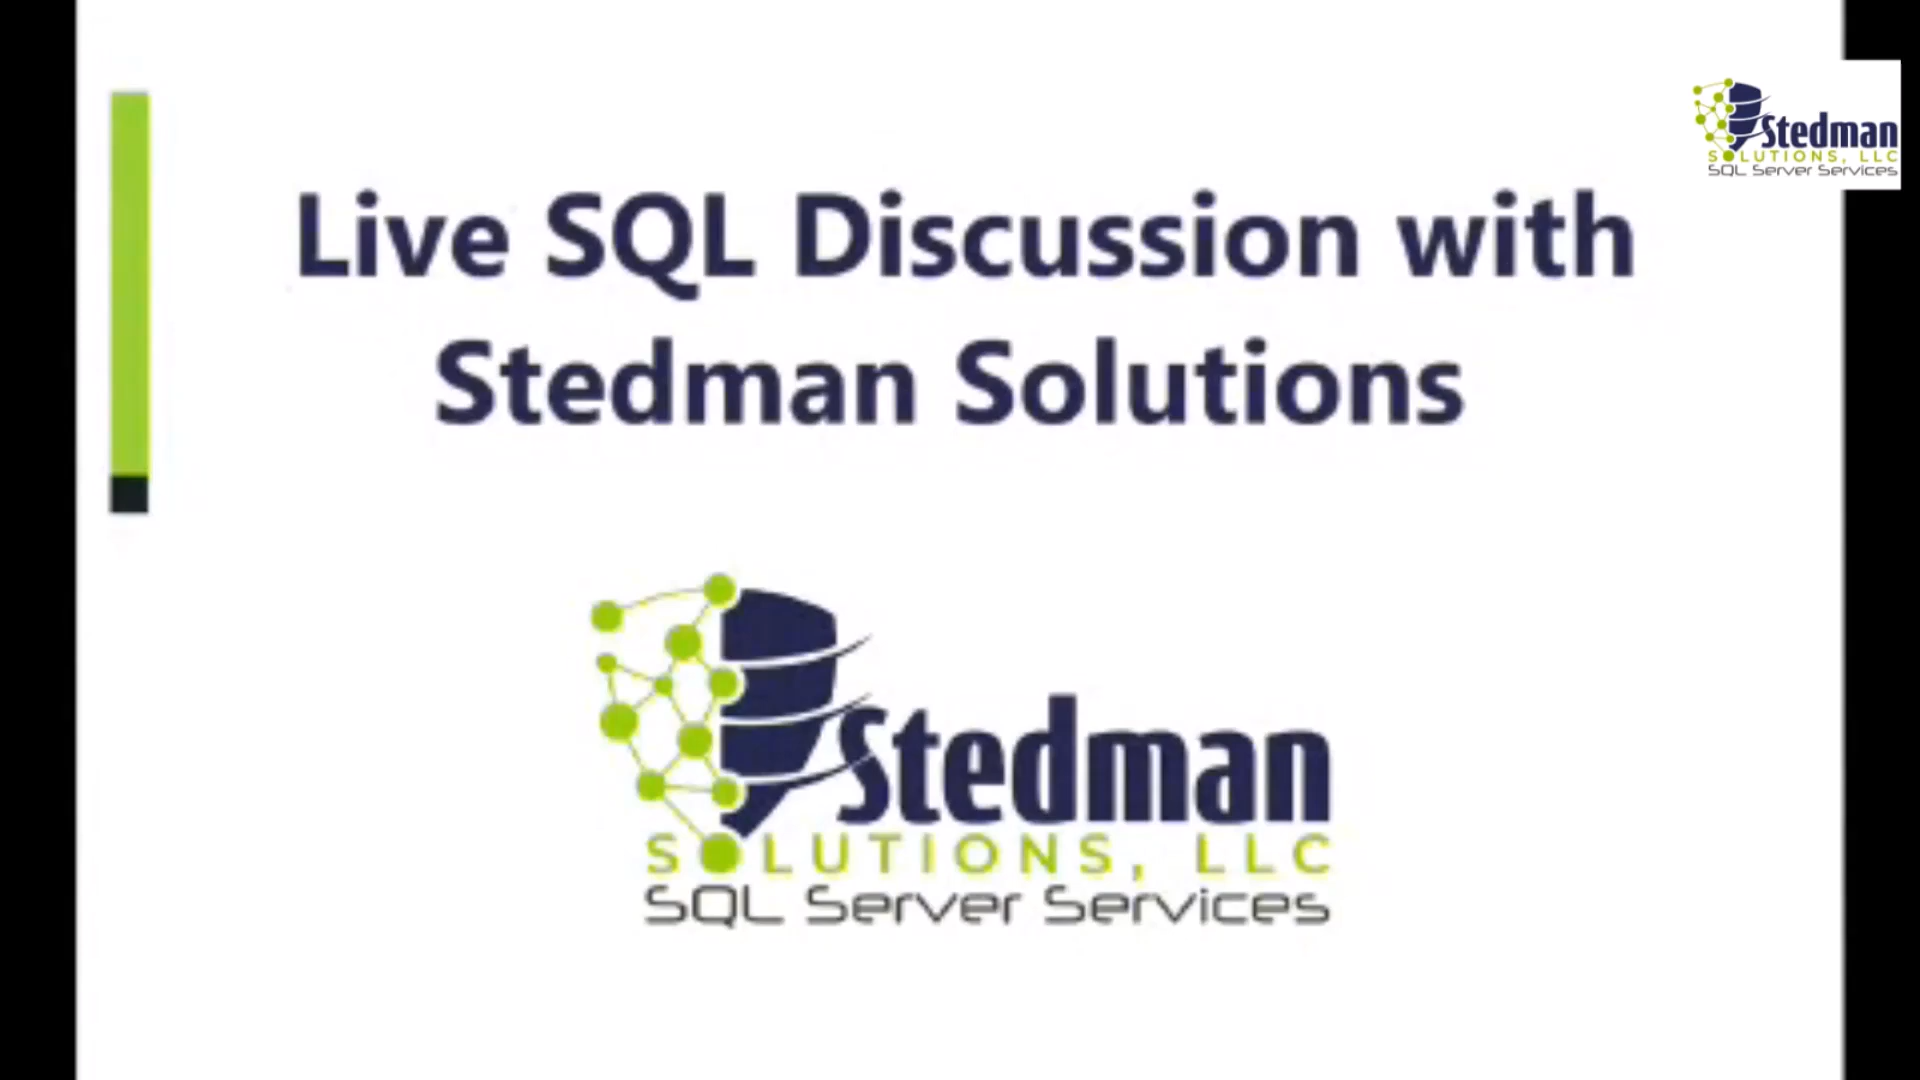 Live SQL Discussion with
Stedman Solutions
Stedman
SOLUTIONS, LLC
SQL Server Services
Stedman
SOLUTIONS, LLC
SQL Server Services